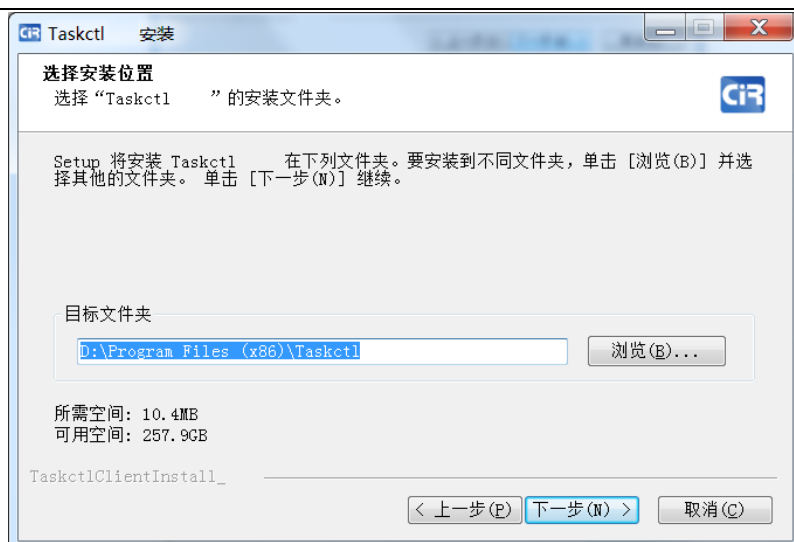 CiR Taskctl 安装
选择安装位置
选择“Taskctl ”的安装文件夹。
CiR
Setup 将安装 Taskctl 在下列文件夹。要安装到不同文件夹，单击 [浏览(B)] 并选
择其他的文件夹。 单击 [下一步(N)] 继续。
目标文件夹
D:\Program Files (x86)\Taskctl
浏览(B)...
所需空间: 10.4MB
可用空间: 257.9GB
TaskctlClientInstall_
< 上一步(P) 下一步(N) > 取消(C)